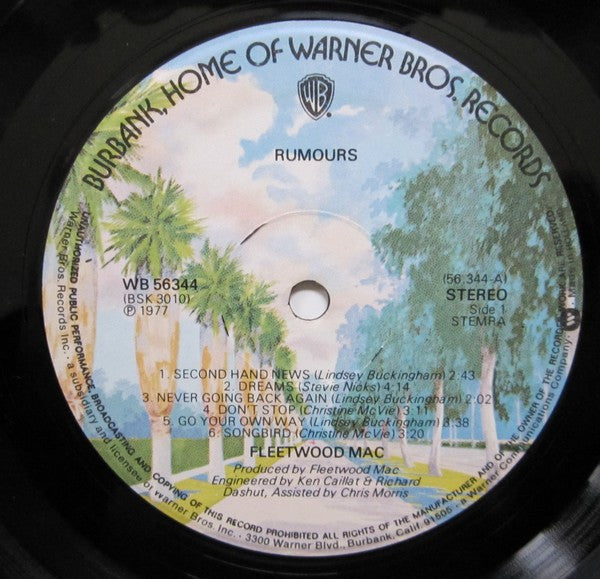 BURBANK, HOME OF WARNER BROS. RECORDS
WB
RUMOURS
WB 56344
(BSK 3010)
℗ 1977
(56.344-A)
STEREO
Side 1
STEMRA
1. SECOND HAND NEWS (Lindsey Buckingham) 2:43
2. DREAMS (Stevie Nicks) 4:14
3. NEVER GOING BACK AGAIN (Lindsey Buckingham) 2:02
4. DON'T STOP (Christine McVie) 3:11
5. GO YOUR OWN WAY (Lindsey Buckingham) 3:38
6. SONGBIRD (Christine McVie) 3:20
FLEETWOOD MAC
Produced by Fleetwood Mac
Engineered by Ken Caillat & Richard
Dashut, Assisted by Chris Morris
UNAUTHORIZED PUBLIC PERFORMANCE, BROADCASTING AND COPYING OF THIS RECORD PROHIBITED ALL RIGHTS OF THE MANUFACTURER AND OF THE OWNER OF THE RECORDED WORK RESERVED
Warner Bros. Records Inc.. a subsidiary and licensee of Warner Bros. Inc. · 3300 Warner Blvd., Burbank, Calif. 91505 · a Warner Communications Company · Made in